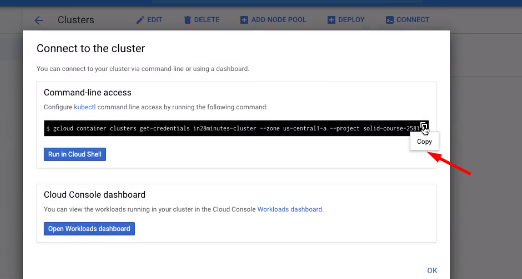 Clusters EDIT DELETE ADD NODE POOL DEPLOY CONNECT
Connect to the cluster
You can connect to your cluster via command-line or using a dashboard.
Command-line access
Configure kubectl command line access by running the following command:
$ gcloud container clusters get-credentials in28minutes-cluster --zone us-central1-a --project solid-course-2581
Copy
Run in Cloud Shell
Cloud Console dashboard
You can view the workloads running in your cluster in the Cloud Console Workloads dashboard.
Open Workloads dashboard
OK